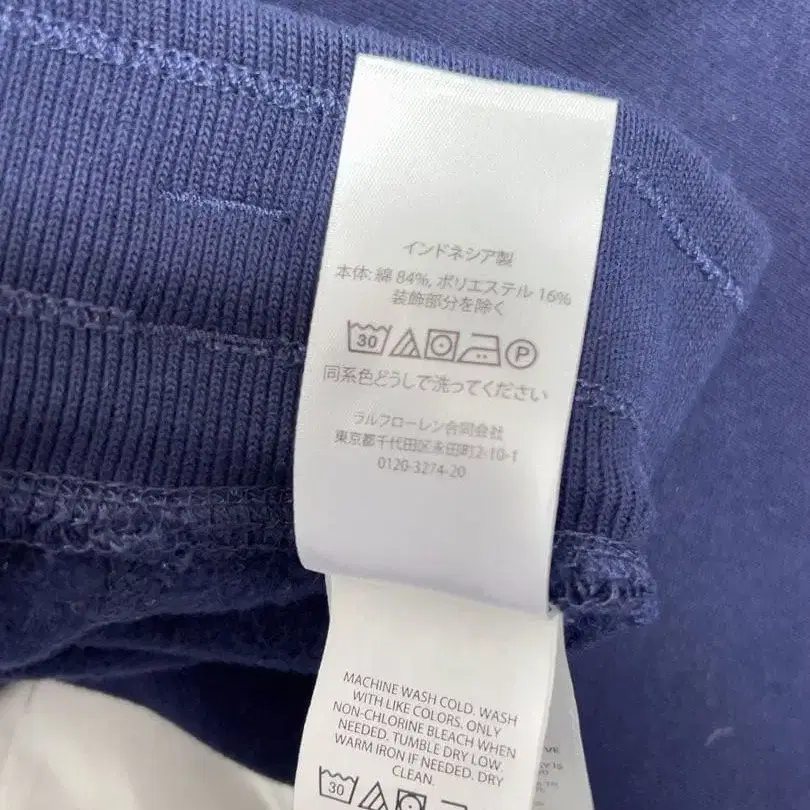 インドネシア製
本体: 綿 84%, ポリエステル 16%
装飾部分を除く
30 P
同系色どうしで洗ってください
ラルフローレン合同会社
東京都千代田区永田町2-10-1
0120-3274-20
MACHINE WASH COLD. WASH
WITH LIKE COLORS. ONLY
NON-CHLORINE BLEACH WHEN
NEEDED. TUMBLE DRY LOW.
WARM IRON IF NEEDED. DRY
CLEAN.
30